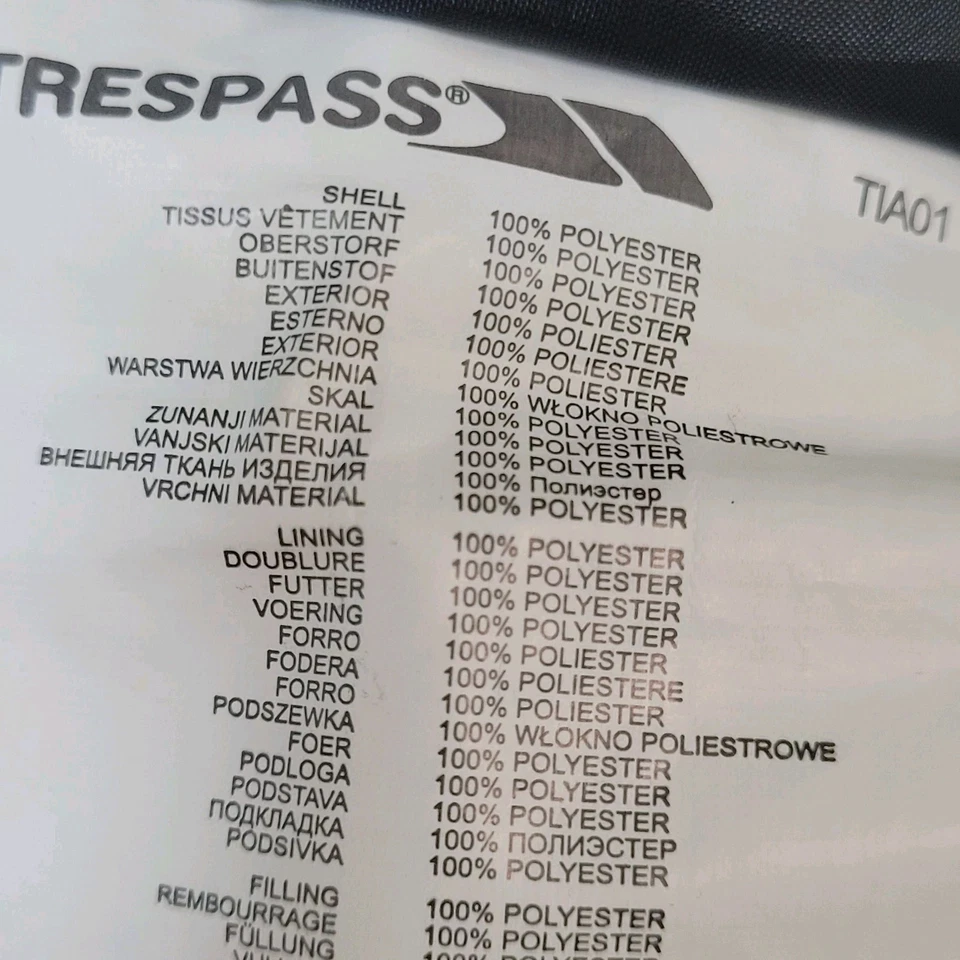 TRESPASS®
TIA01
SHELL 100% POLYESTER
TISSUS VÊTEMENT 100% POLYESTER
OBERSTORF 100% POLYESTER
BUITENSTOF 100% POLYESTER
EXTERIOR 100% POLIESTER
ESTERNO 100% POLIESTERE
EXTERIOR 100% POLIESTER
WARSTWA WIERZCHNIA 100% WŁOKNO POLIESTROWE
SKAL 100% POLYESTER
ZUNANJI MATERIAL 100% POLYESTER
VANJSKI MATERIJAL 100% POLYESTER
ВНЕШНЯЯ ТКАНЬ ИЗДЕЛИЯ 100% Полиэстер
VRCHNI MATERIAL 100% POLYESTER
LINING 100% POLYESTER
DOUBLURE 100% POLYESTER
FUTTER 100% POLYESTER
VOERING 100% POLYESTER
FORRO 100% POLIESTER
FODERA 100% POLIESTERE
FORRO 100% POLIESTER
PODSZEWKA 100% WŁOKNO POLIESTROWE
FOER 100% POLYESTER
PODLOGA 100% POLYESTER
PODSTAVA 100% POLYESTER
ПОДКЛАДКА 100% ПОЛИЭСТЕР
PODSIVKA 100% POLYESTER
FILLING 100% POLYESTER
REMBOURRAGE 100% POLYESTER
FÜLLUNG 100% POLYESTER